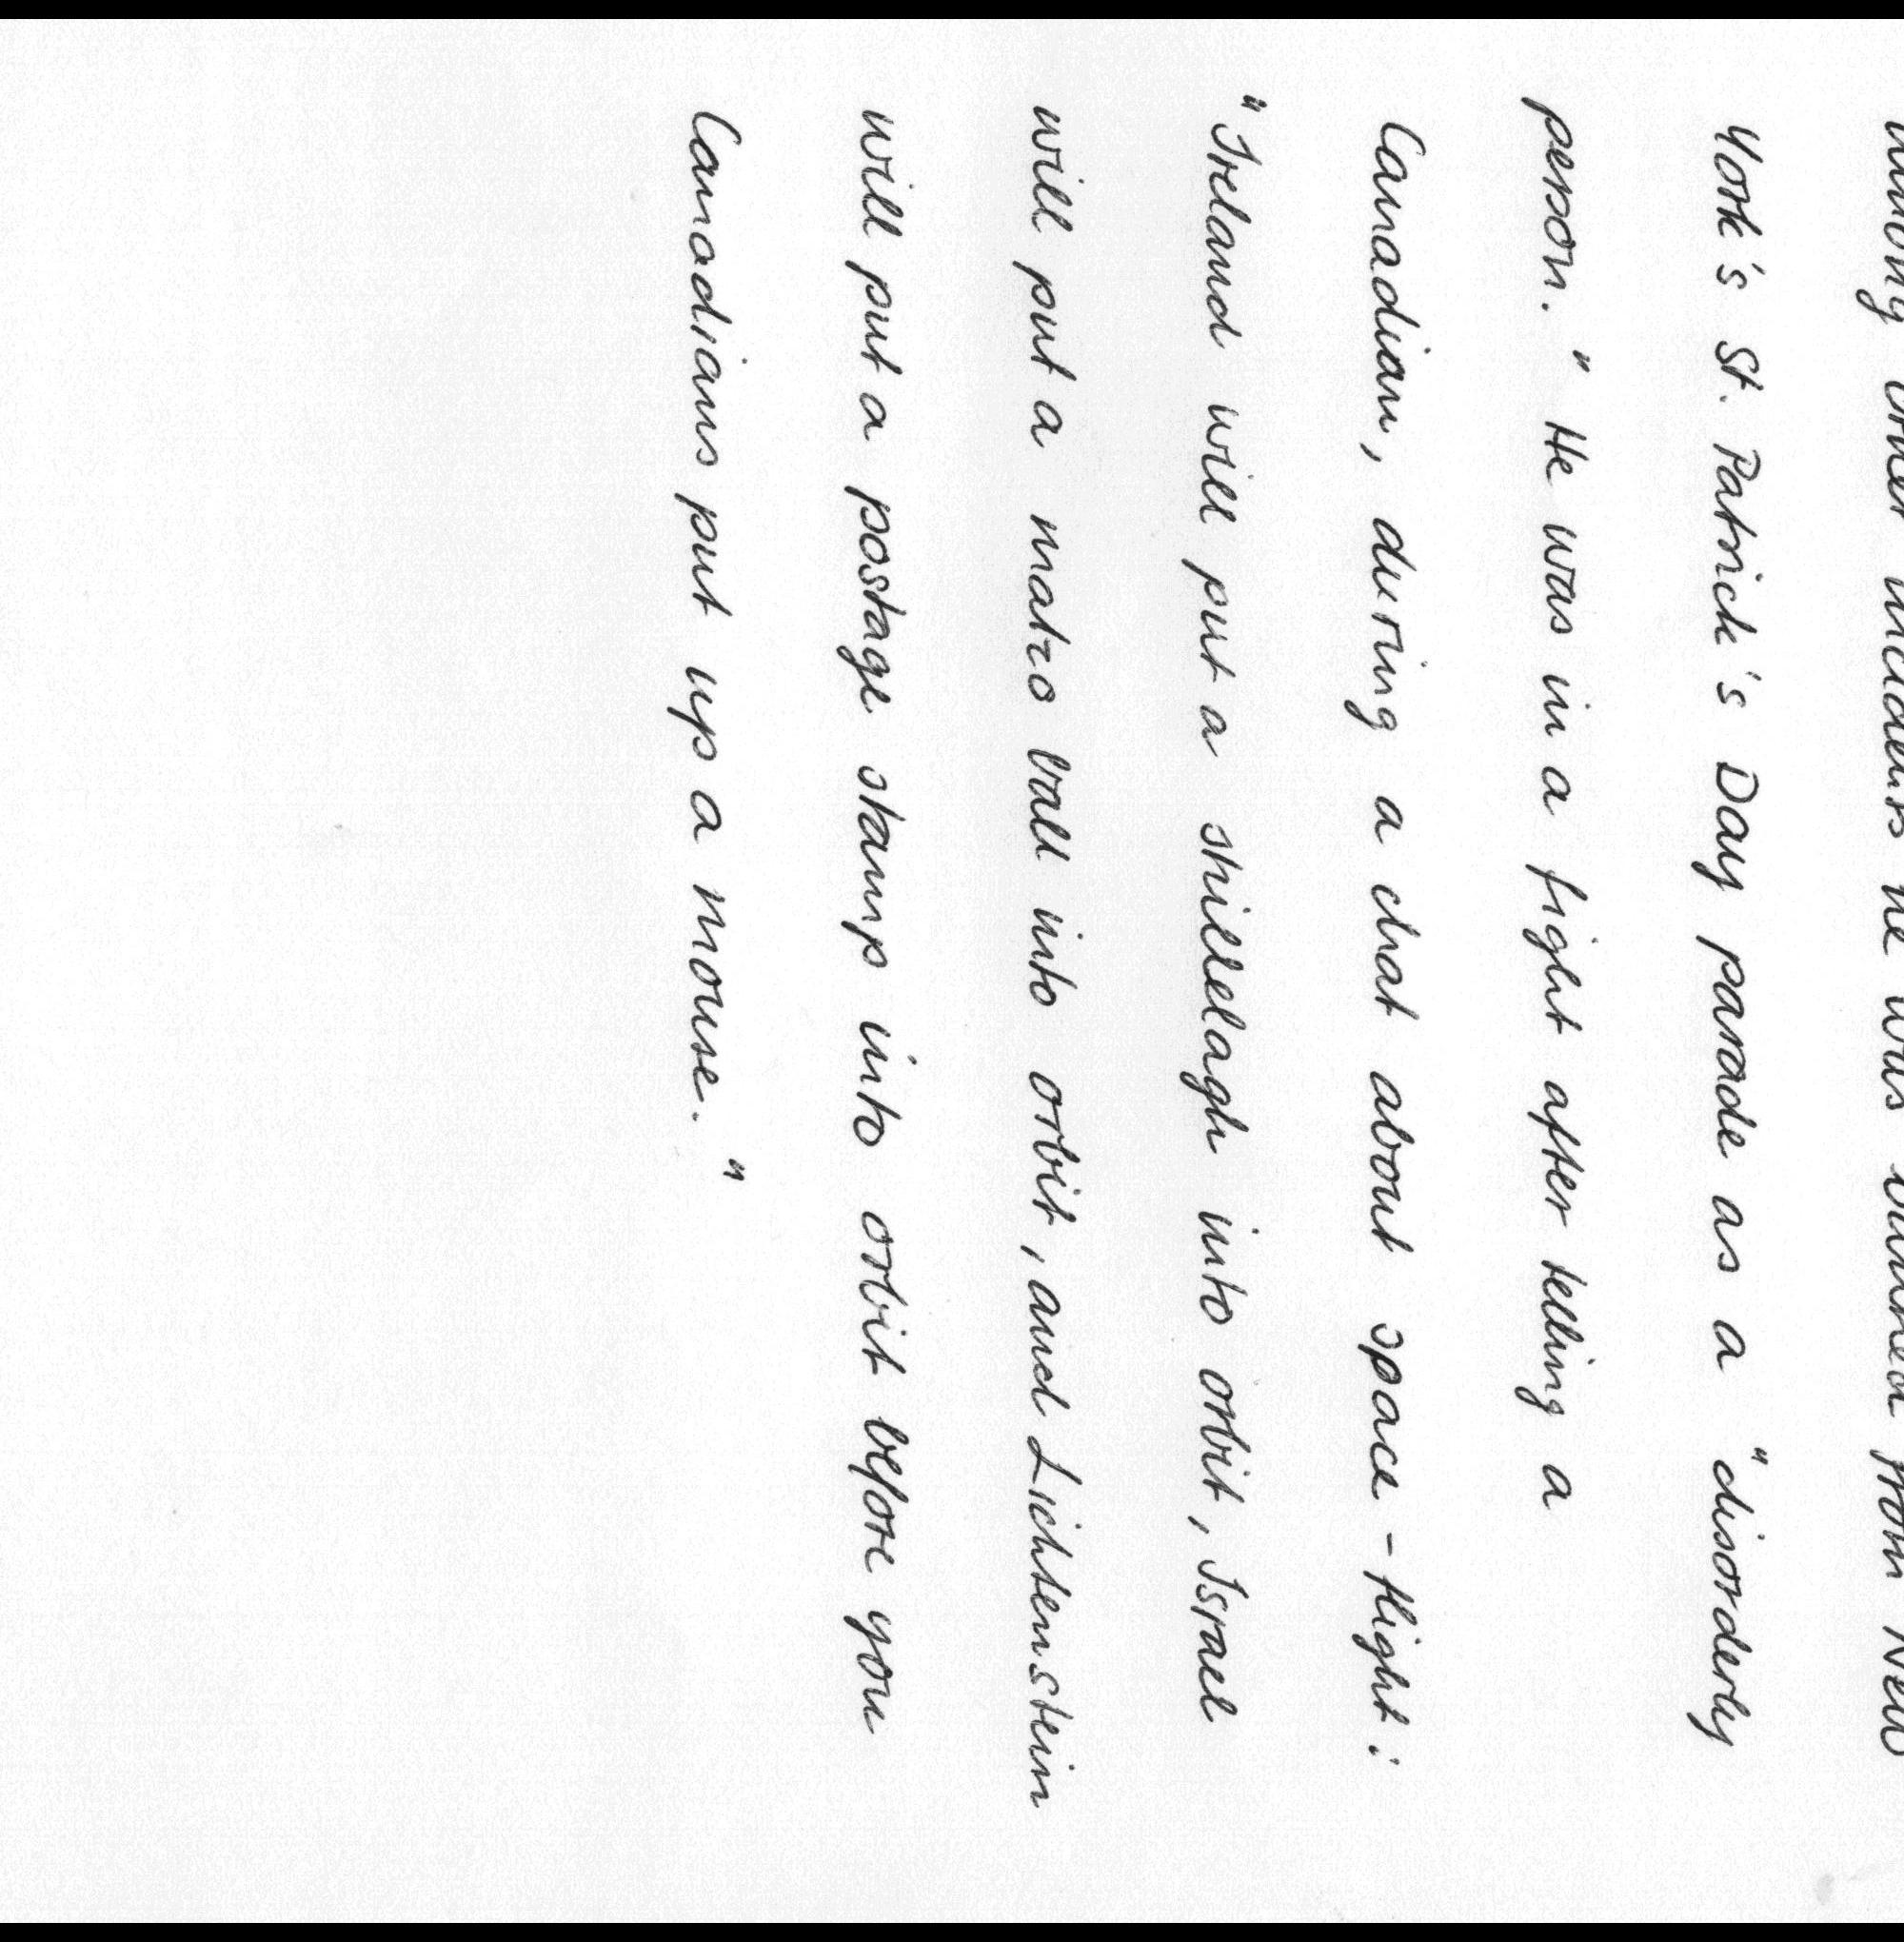 among other incidents he was banned from New
York's St. Patrick's Day parade as a "disorderly
person." He was in a fight after telling a
Canadian, during a chat about space-flight:
"Ireland will put a shillelagh into orbit, Israel
will put a matzo ball into orbit, and Lichtenstein
will put a postage stamp into orbit before you
Canadians put up a mouse."